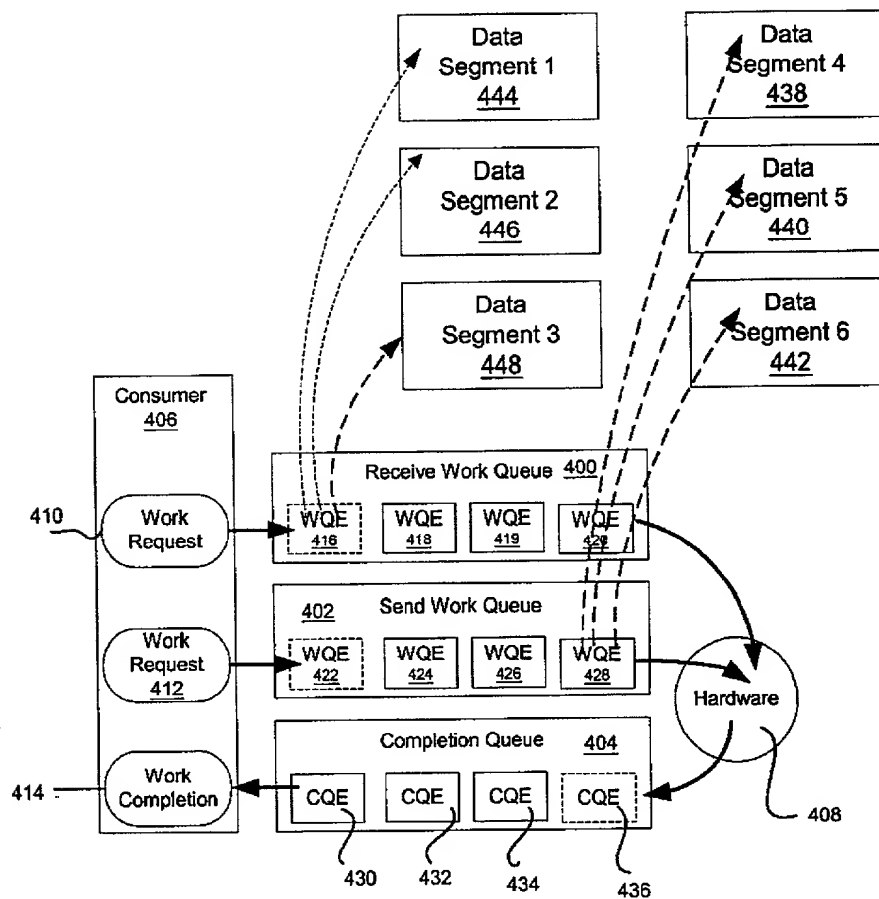 Data
Segment 1
444
Data
Segment 4
438
Data
Segment 2
446
Data
Segment 5
440
Data
Segment 3
448
Data
Segment 6
442
Consumer
406
Receive Work Queue 400
410
Work
Request
WQE
416
WQE
418
WQE
419
WQE
420
402
Send Work Queue
Work
Request
412
WQE
422
WQE
424
WQE
426
WQE
428
Hardware
Completion Queue
404
414
Work
Completion
CQE
CQE
CQE
CQE
408
430
432
434
436